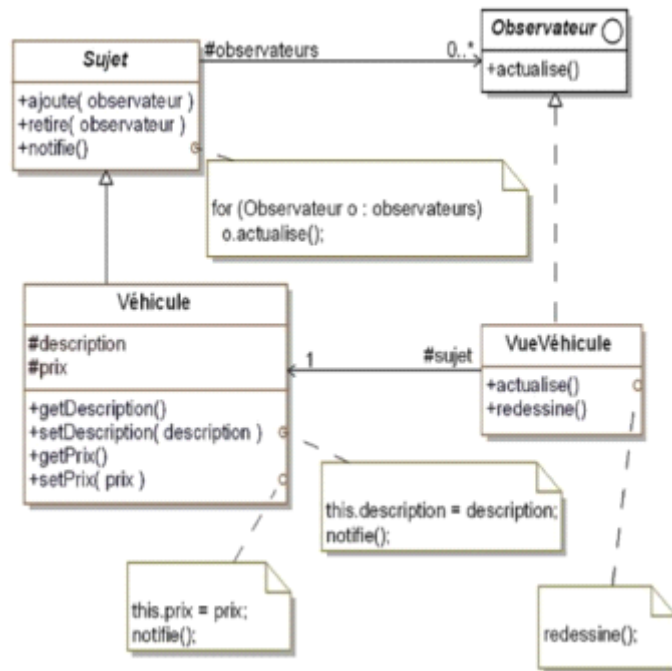 Sujet
+ajoute( observateur )
+retire( observateur )
+notifie()
#observateurs
0..*
Observateur
+actualise()
for (Observateur o : observateurs)
o.actualise();
Véhicule
#description
#prix
+getDescription()
+setDescription( description )
+getPrix()
+setPrix( prix )
1
#sujet
VueVéhicule
+actualise()
+redessine()
this.description = description;
notifie();
this.prix = prix;
notifie();
redessine();